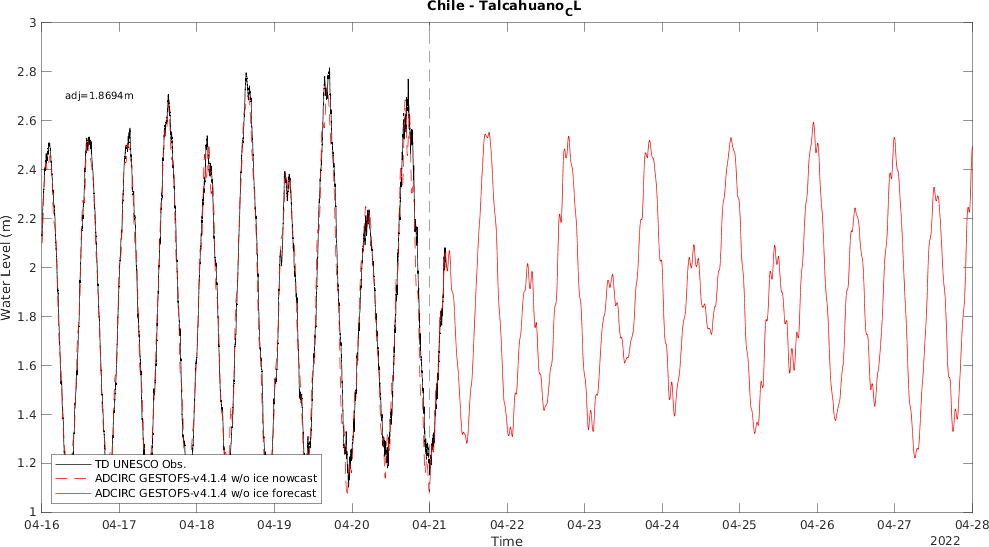 Chile - Talcahuano_CL
3
2.8
2.6
2.4
2.2
2
1.8
1.6
1.4
1.2
1
Water Level (m)
adj=1.8694m
TD UNESCO Obs.
ADCIRC GESTOFS-v4.1.4 w/o ice nowcast
ADCIRC GESTOFS-v4.1.4 w/o ice forecast
04-16 04-17 04-18 04-19 04-20 04-21 04-22 04-23 04-24 04-25 04-26 04-27 04-28
Time
2022